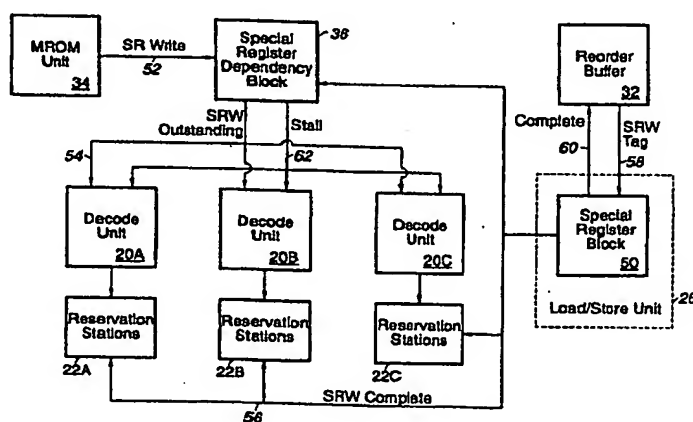 MROM
Unit
34
SR Write
52
Special
Register
Dependency
Block
38
Reorder
Buffer
32
SRW
Outstanding
Stall
54
62
Complete
60
SRW
Tag
58
Decode
Unit
20A
Decode
Unit
20B
Decode
Unit
20C
Special
Register
Block
50
Load/Store Unit
26
Reservation
Stations
22A
Reservation
Stations
22B
Reservation
Stations
22C
SRW Complete
56